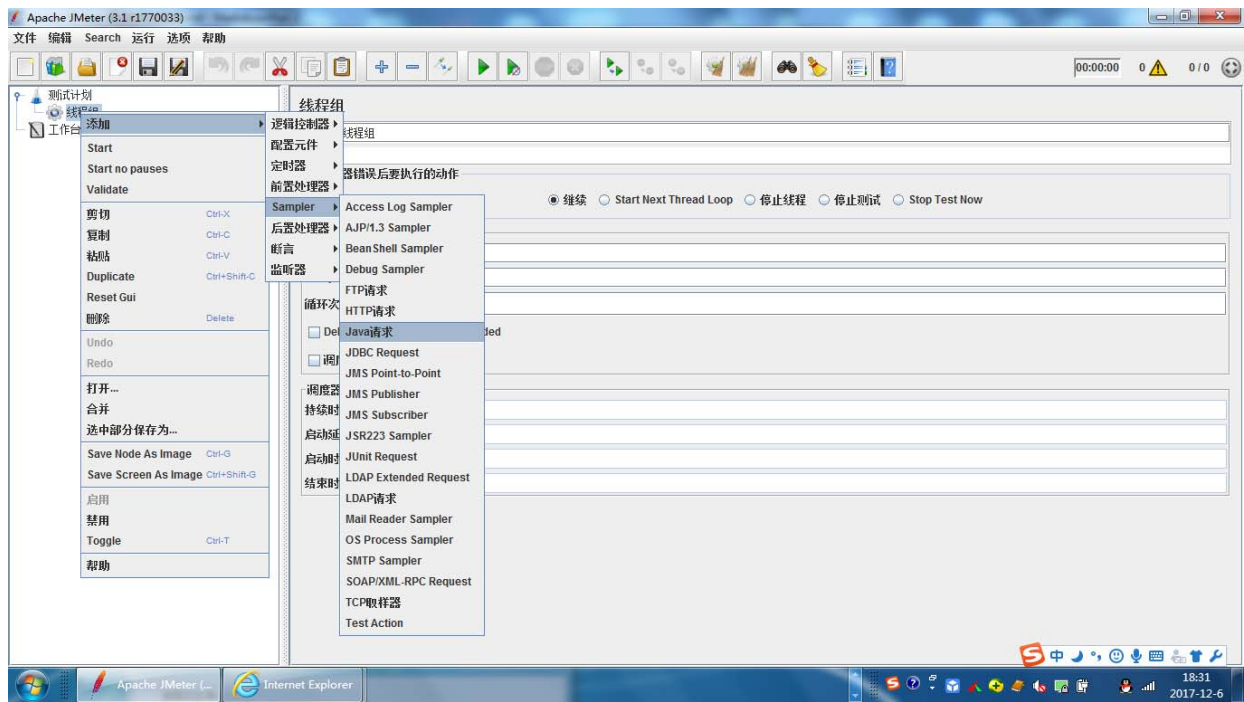 Apache JMeter (3.1 r1770033)
文件 编辑 Search 运行 选项 帮助
00:00:00 0 0 / 0
测试计划
线程组
工作台
添加
Start
Start no pauses
Validate
剪切 Ctrl-X
复制 Ctrl-C
粘贴 Ctrl-V
Duplicate Ctrl+Shift-C
Reset Gui
删除 Delete
Undo
Redo
打开...
合并
选中部分保存为...
Save Node As Image Ctrl-G
Save Screen As Image Ctrl+Shift-G
启用
禁用
Toggle Ctrl-T
帮助
逻辑控制器
配置元件
定时器
前置处理器
Sampler
后置处理器
断言
监听器
Access Log Sampler
AJP/1.3 Sampler
BeanShell Sampler
Debug Sampler
FTP请求
HTTP请求
Java请求
JDBC Request
JMS Point-to-Point
JMS Publisher
JMS Subscriber
JSR223 Sampler
JUnit Request
LDAP Extended Request
LDAP请求
Mail Reader Sampler
OS Process Sampler
SMTP Sampler
SOAP/XML-RPC Request
TCP取样器
Test Action
线程组
线程组
器错误后要执行的动作
继续 Start Next Thread Loop 停止线程 停止测试 Stop Test Now
循环次
Del
ded
调度器
持续时
启动延
启动时
结束时
中
Apache JMeter (...
Internet Explorer
18:31
2017-12-6